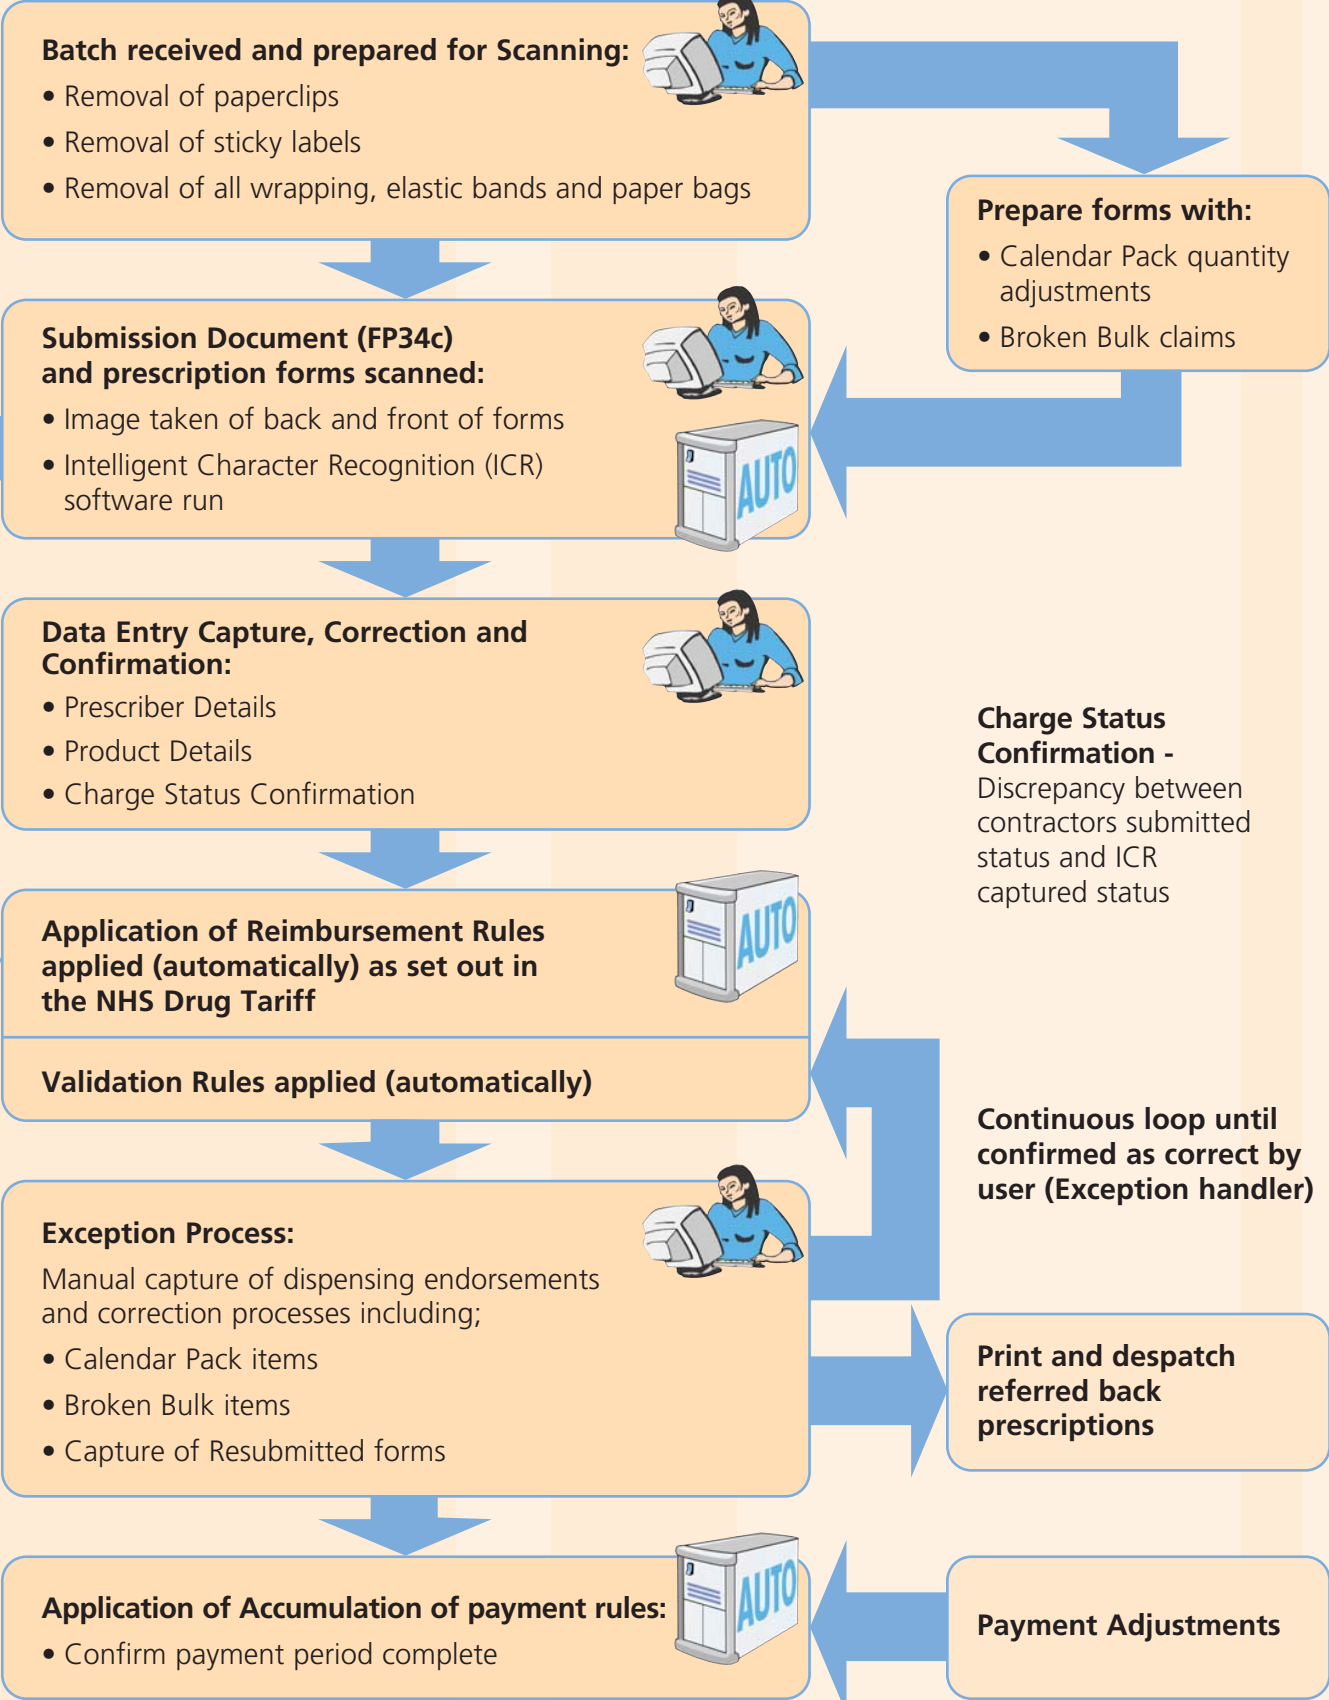 Batch received and prepared for Scanning:
• Removal of paperclips
• Removal of sticky labels
• Removal of all wrapping, elastic bands and paper bags
Prepare forms with:
• Calendar Pack quantity
adjustments
• Broken Bulk claims
Submission Document (FP34c)
and prescription forms scanned:
• Image taken of back and front of forms
• Intelligent Character Recognition (ICR)
software run
AUTO
Data Entry Capture, Correction and
Confirmation:
• Prescriber Details
• Product Details
• Charge Status Confirmation
Charge Status
Confirmation -
Discrepancy between
contractors submitted
status and ICR
captured status
Application of Reimbursement Rules
applied (automatically) as set out in
the NHS Drug Tariff
AUTO
Validation Rules applied (automatically)
Continuous loop until
confirmed as correct by
user (Exception handler)
Exception Process:
Manual capture of dispensing endorsements
and correction processes including;
• Calendar Pack items
• Broken Bulk items
• Capture of Resubmitted forms
Print and despatch
referred back
prescriptions
Application of Accumulation of payment rules:
• Confirm payment period complete
AUTO
Payment Adjustments